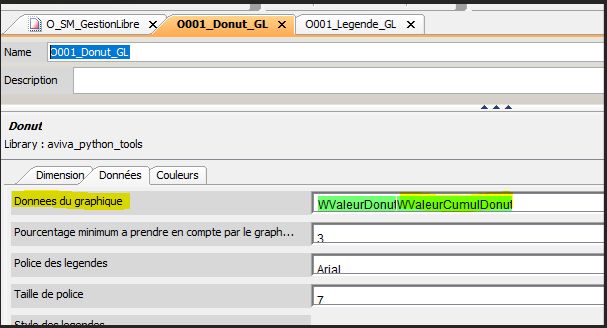 O_SM_GestionLibre O001_Donut_GL O001_Legende_GL
Name O001_Donut_GL
Description
Donut
Library : aviva_python_tools
Dimension Données Couleurs
Donnees du graphique WValeurDonutWValeurCumulDonut
Pourcentage minimum a prendre en compte par le graph... 3
Police des legendes Arial
Taille de police 7
Style des legendes